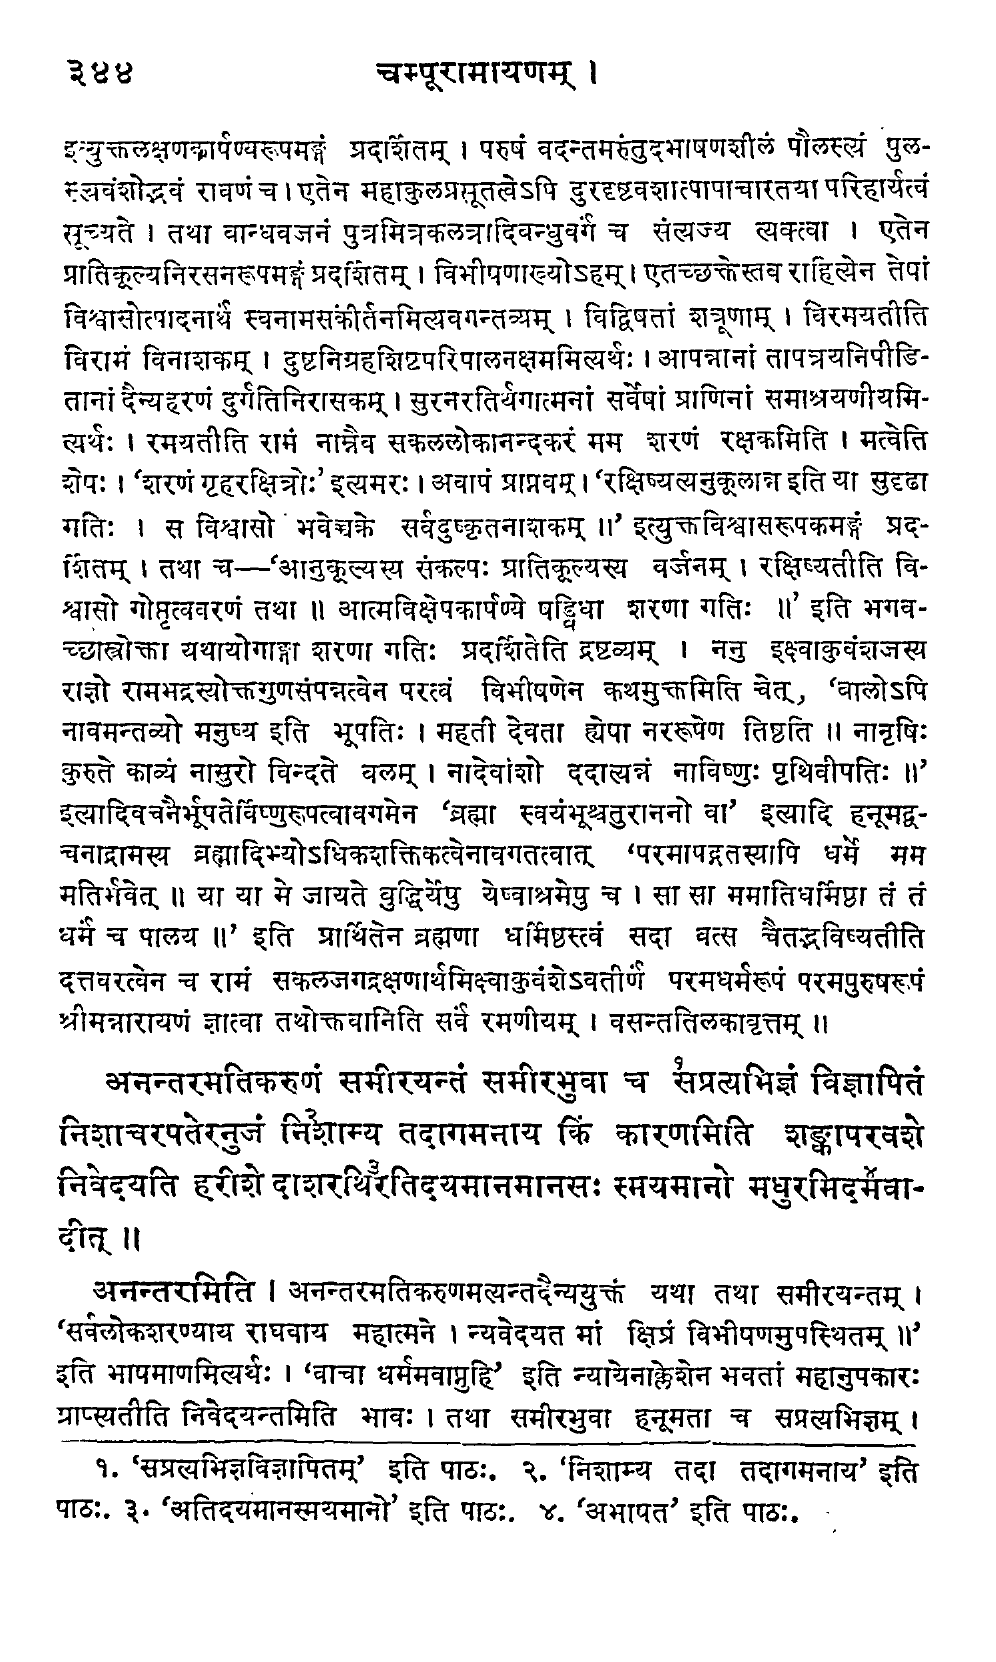 ३४४ चम्पूरामायणम् ।
इत्युक्तलक्षणकार्पण्यरूपमङ्गं प्रदर्शितम् । परुषं वदन्तमरुंतुदभाषणशीलं पौलस्त्यं पुल-
स्त्यवंशोद्भवं रावणं च । एतेन महाकुलप्रसूतत्वेऽपि दुरदृष्टवशात्पापाचारतया परिहार्यत्वं
सूच्यते । तथा बान्धवजनं पुत्रमित्रकलत्रादिबन्धुवर्गं च संत्यज्य त्यक्त्वा । एतेन
प्रातिकूल्यनिरसनरूपमङ्गं प्रदर्शितम् । विभीषणाख्योऽहम् । एतच्छक्तेस्तव राहित्येन तेषां
विश्वासोत्पादनार्थं स्वनामसंकीर्तनमित्यवगन्तव्यम् । विद्विषतां शत्रूणाम् । विरमयतीति
विरामं विनाशकम् । दुष्टनिग्रहशिष्टपरिपालनक्षममित्यर्थः । आपन्नानां तापत्रयनिपीडि-
तानां दैन्यहरणं दुर्गतिनिरासकम् । सुरनरतिर्यगात्मनां सर्वेषां प्राणिनां समाश्रयणीयमि-
त्यर्थः । रमयतीति रामं नाम्नैव सकललोकानन्दकरं मम शरणं रक्षकमिति । मत्वेति
शेषः । ‘शरणं गृहरक्षित्रोः’ इत्यमरः । अवापं प्राप्नवम् । ‘रक्षिष्यत्यनुकूलान्न इति या सुदृढा
गतिः । स विश्वासो भवेच्चक्रे सर्वदुष्कृतनाशकम् ॥’ इत्युक्तविश्वासरूपकमङ्गं प्रद-
र्शितम् । तथा च—‘आनुकूल्यस्य संकल्पः प्रातिकूल्यस्य वर्जनम् । रक्षिष्यतीति वि-
श्वासो गोप्तृत्ववरणं तथा ॥ आत्मविक्षेपकार्पण्ये षड्विधा शरणा गतिः ॥’ इति भगव-
च्छास्त्रोक्ता यथायोगाङ्गा शरणा गतिः प्रदर्शितेति द्रष्टव्यम् । ननु इक्ष्वाकुवंशजस्य
राज्ञो रामभद्रस्योक्तगुणसंपन्नत्वेन परत्वं विभीषणेन कथमुक्तमिति चेत्, ‘बालोऽपि
नावमन्तव्यो मनुष्य इति भूपतिः । महती देवता ह्येषा नररूपेण तिष्ठति ॥ नानृषिः
कुरुते काव्यं नासुरो विन्दते बलम् । नादेवांशो ददात्यन्नं नाविष्णुः पृथिवीपतिः ॥’
इत्यादिवचनैर्भूपतेर्विष्णुरूपत्वावगमेन ‘ब्रह्मा स्वयंभूश्चतुराननो वा’ इत्यादि हनूमद्व-
चनाद्रामस्य ब्रह्मादिभ्योऽधिकशक्तिकत्वेनावगतत्वात् ‘परमापद्गतस्यापि धर्मे मम
मतिर्भवेत् ॥ या या मे जायते बुद्धिर्येषु येष्वाश्रमेषु च । सा सा ममातिधर्मिष्ठा तं तं
धर्मं च पालय ॥’ इति प्रार्थितेन ब्रह्मणा धर्मिष्ठस्त्वं सदा वत्स चैतद्भविष्यतीति
दत्तवरत्वेन च रामं सकलजगद्रक्षणार्थमिक्ष्वाकुवंशेऽवतीर्णं परमधर्मरूपं परमपुरुषरूपं
श्रीमन्नारायणं ज्ञात्वा तथोक्तवानिति सर्वं रमणीयम् । वसन्ततिलकावृत्तम् ॥
अनन्तरमतिकरुणं समीरयन्तं समीरभुवा च १सप्रत्यभिज्ञं विज्ञापितं
निशाचरपतेरनुजं २निशाम्य तदागमनाय किं कारणमिति शङ्कापरवशे
निवेदयति हरीशे दाशरथि३रतिदयमानमानसः स्मयमानो मधुरमिद४मवा-
दीत् ॥
अनन्तरमिति । अनन्तरमतिकरुणमत्यन्तदैन्ययुक्तं यथा तथा समीरयन्तम् ।
‘सर्वलोकशरण्याय राघवाय महात्मने । न्यवेदयत मां क्षिप्रं विभीषणमुपस्थितम् ॥’
इति भाषमाणमित्यर्थः । ‘वाचा धर्ममवाप्नुहि’ इति न्यायेनाक्लेशेन भवतां महानुपकारः
प्राप्स्यतीति निवेदयन्तमिति भावः । तथा समीरभुवा हनूमता च सप्रत्यभिज्ञम् ।
१. ‘सप्रत्यभिज्ञविज्ञापितम्’ इति पाठः. २. ‘निशाम्य तदा तदागमनाय’ इति
पाठः. ३. ‘अतिदयमानस्मयमानो’ इति पाठः. ४. ‘अभाषत’ इति पाठः.